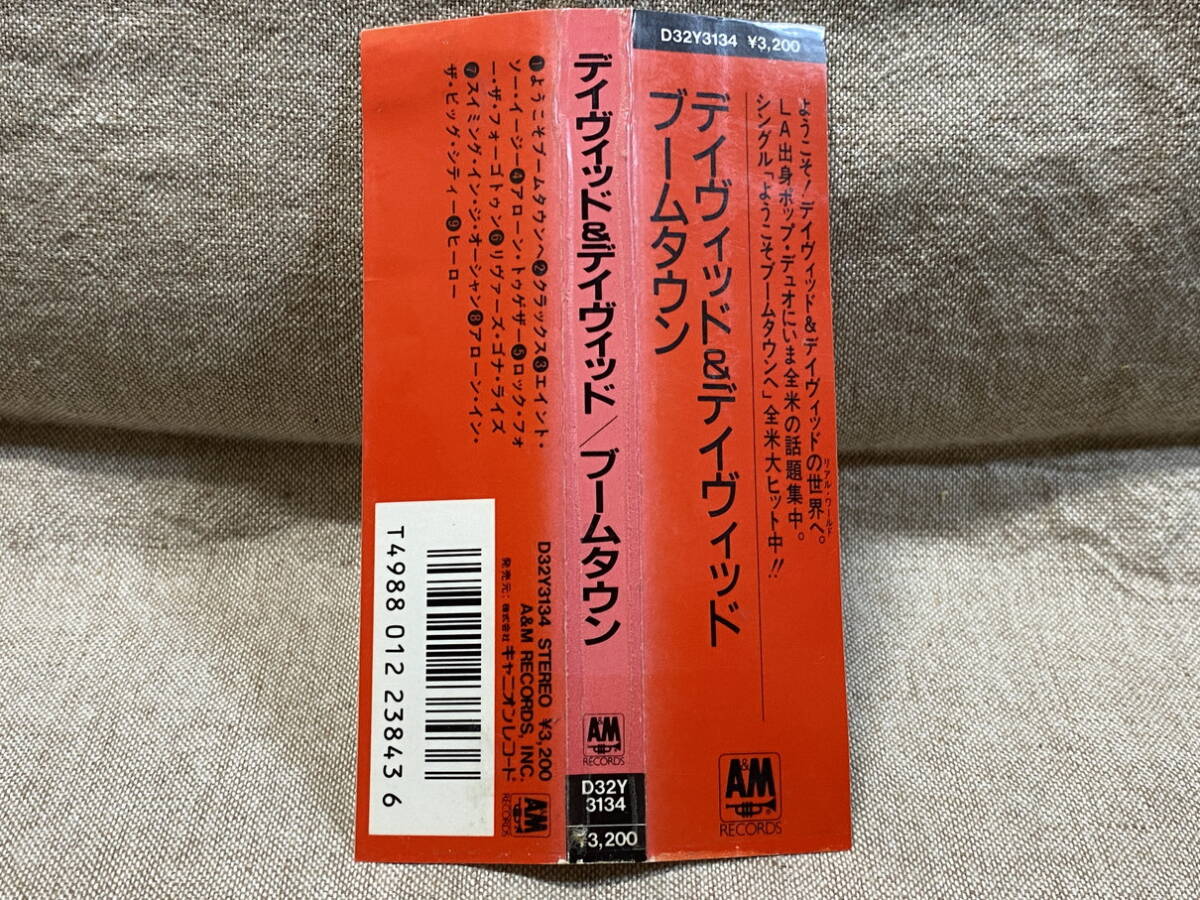 D32Y3134 ¥3,200
ようこそ!デイヴィッド&デイヴィッドの世界へ。
リアル・ワールド
LA出身ポップ・デュオにいま全米の話題集中。
シングル「ようこそブームタウンへ」全米大ヒット中!!
デイヴィッド&デイヴィッド
ブームタウン
A&M
RECORDS
デイヴィッド&デイヴィッド/ブームタウン
A&M
RECORDS
D32Y
3134
¥3,200
❶ようこそブームタウンへ❷クラックス❸エイント・
ソー・イージー❹アローン・トゥゲザー❺ロック・フォ
ー・ザ・フォーゴトゥン❻リヴァーズ・ゴナ・ライズ
❼スイミング・イン・ジ・オーシャン❽アローン・イン・
ザ・ビッグ・シティー❾ヒーロー
D32Y3134 STEREO ¥3,200
A&M RECORDS, INC.
発売元:株式会社キャニオンレコード
A&M
RECORDS
T4988 012 23843 6